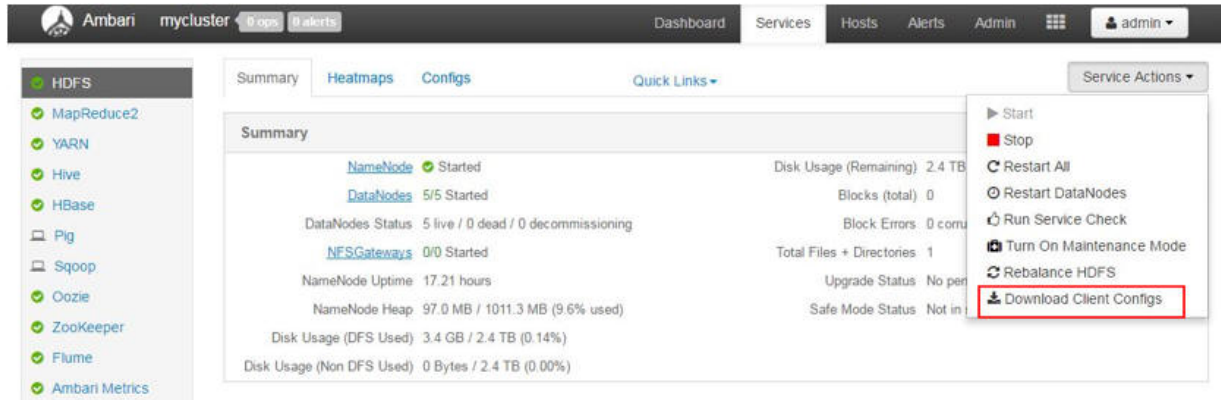 Ambari mycluster 0 ops 0 alerts Dashboard Services Hosts Alerts Admin admin
HDFS
MapReduce2
YARN
Hive
HBase
Pig
Sqoop
Oozie
ZooKeeper
Flume
Ambari Metrics
Summary Heatmaps Configs Quick Links Service Actions
Summary
NameNode Started
DataNodes 5/5 Started
DataNodes Status 5 live / 0 dead / 0 decommissioning
NFSGateways 0/0 Started
NameNode Uptime 17.21 hours
NameNode Heap 97.0 MB / 1011.3 MB (9.6% used)
Disk Usage (DFS Used) 3.4 GB / 2.4 TB (0.14%)
Disk Usage (Non DFS Used) 0 Bytes / 2.4 TB (0.00%)
Disk Usage (Remaining) 2.4 TB
Blocks (total) 0
Block Errors 0 corru
Total Files + Directories 1
Upgrade Status No pen
Safe Mode Status Not in
Start
Stop
Restart All
Restart DataNodes
Run Service Check
Turn On Maintenance Mode
Rebalance HDFS
Download Client Configs